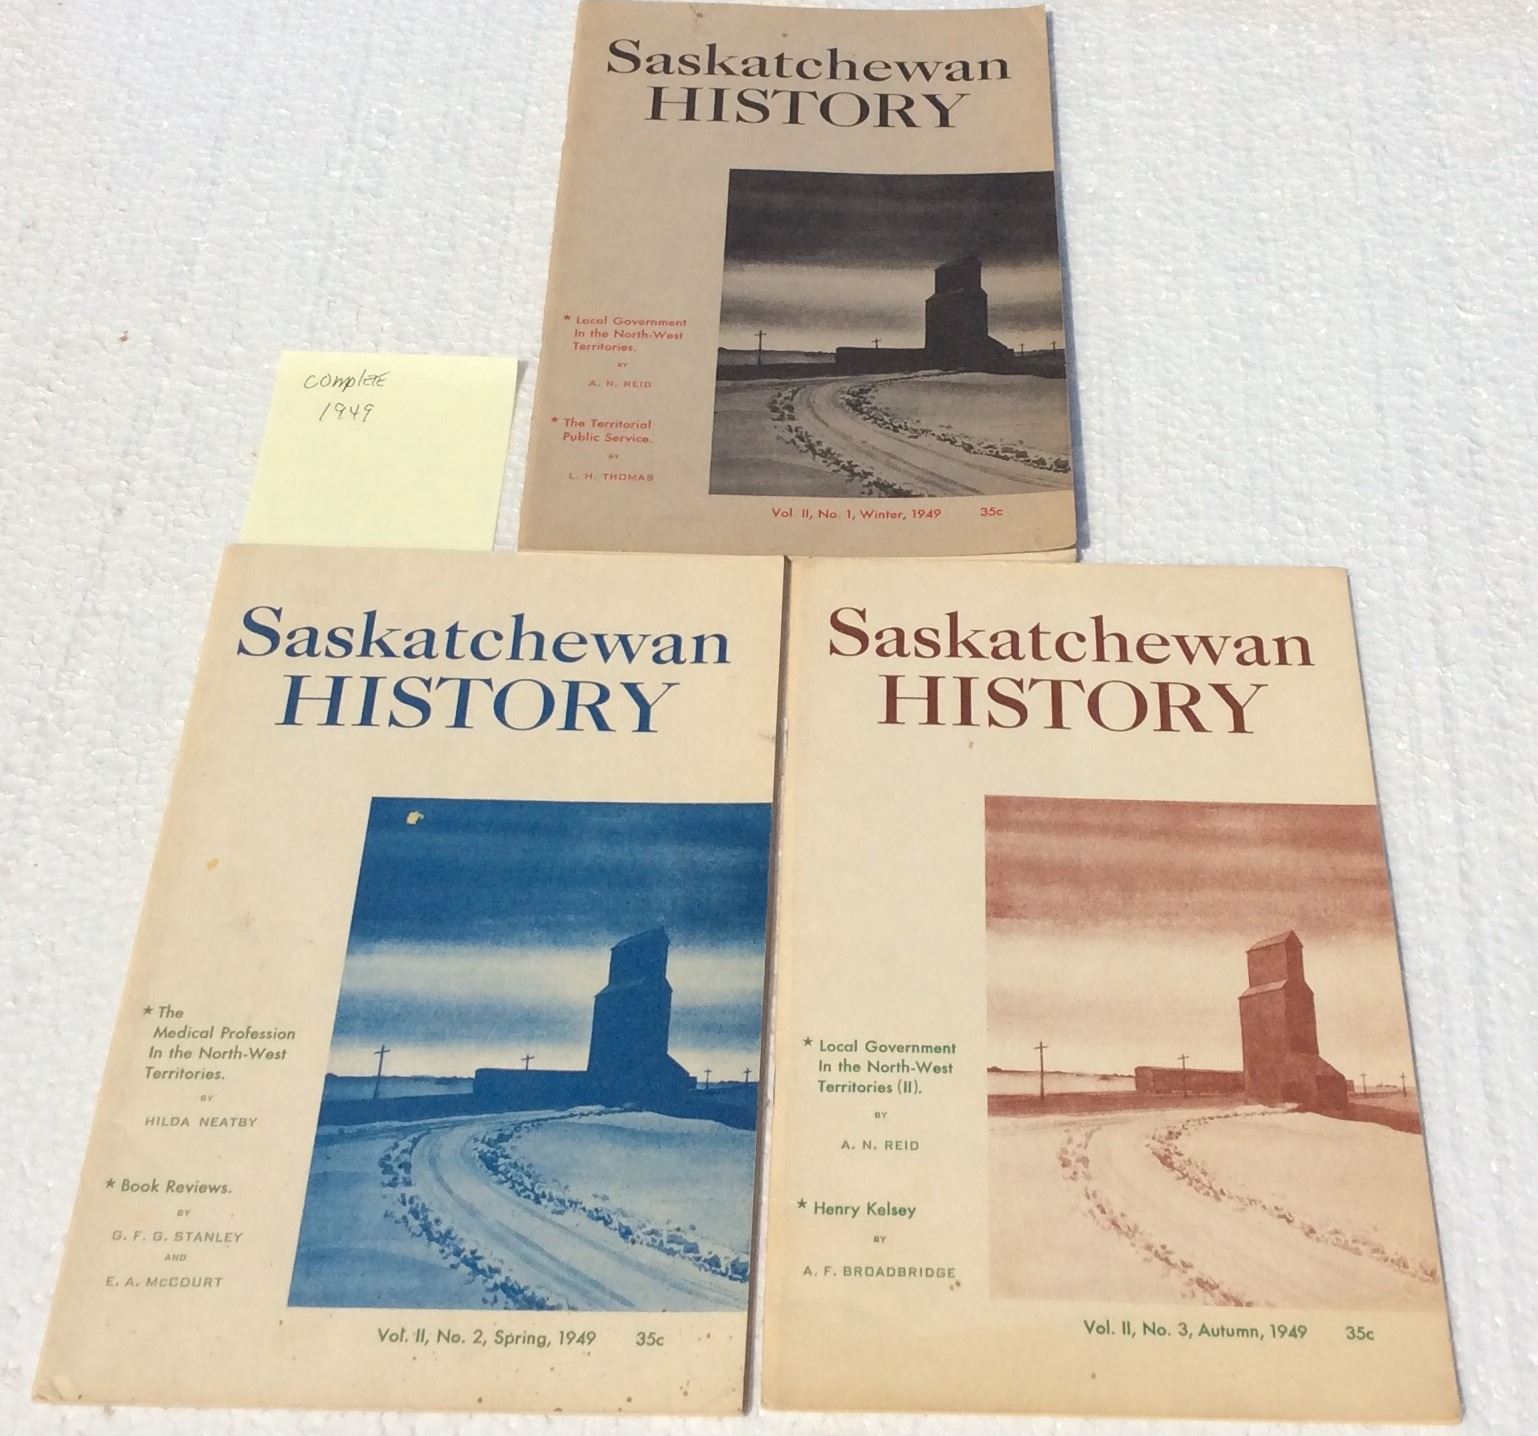 Saskatchewan
HISTORY
* Local Government
In the North-West
Territories.
BY
A. N. REID
* The Territorial
Public Service.
BY
L. H. THOMAS
Vol. II, No. 1, Winter, 1949 35c
complete
1949
Saskatchewan
HISTORY
* The
Medical Profession
In the North-West
Territories.
BY
HILDA NEATBY
* Book Reviews.
BY
G. F. G. STANLEY
AND
E. A. McCOURT
Vol. II, No. 2, Spring, 1949 35c
Saskatchewan
HISTORY
* Local Government
In the North-West
Territories (II).
BY
A. N. REID
* Henry Kelsey
BY
A. F. BROADBRIDGE
Vol. II, No. 3, Autumn, 1949 35c